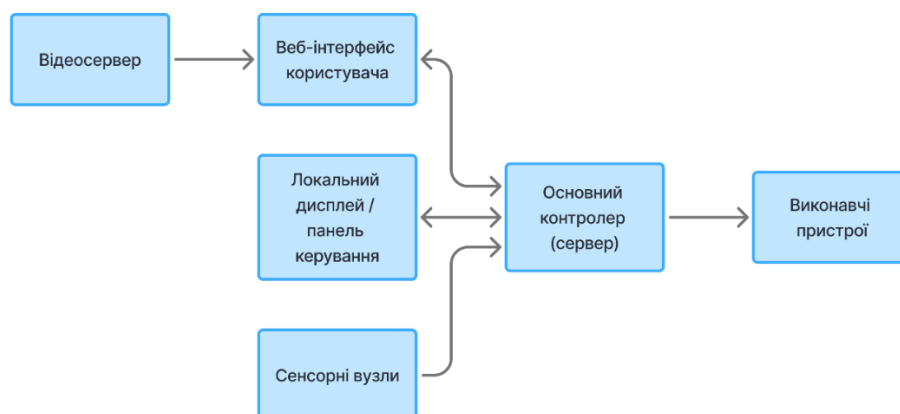 Відеосервер
Веб-інтерфейс
користувача
Локальний
дисплей /
панель
керування
Основний
контролер
(сервер)
Виконавчі
пристрої
Сенсорні вузли